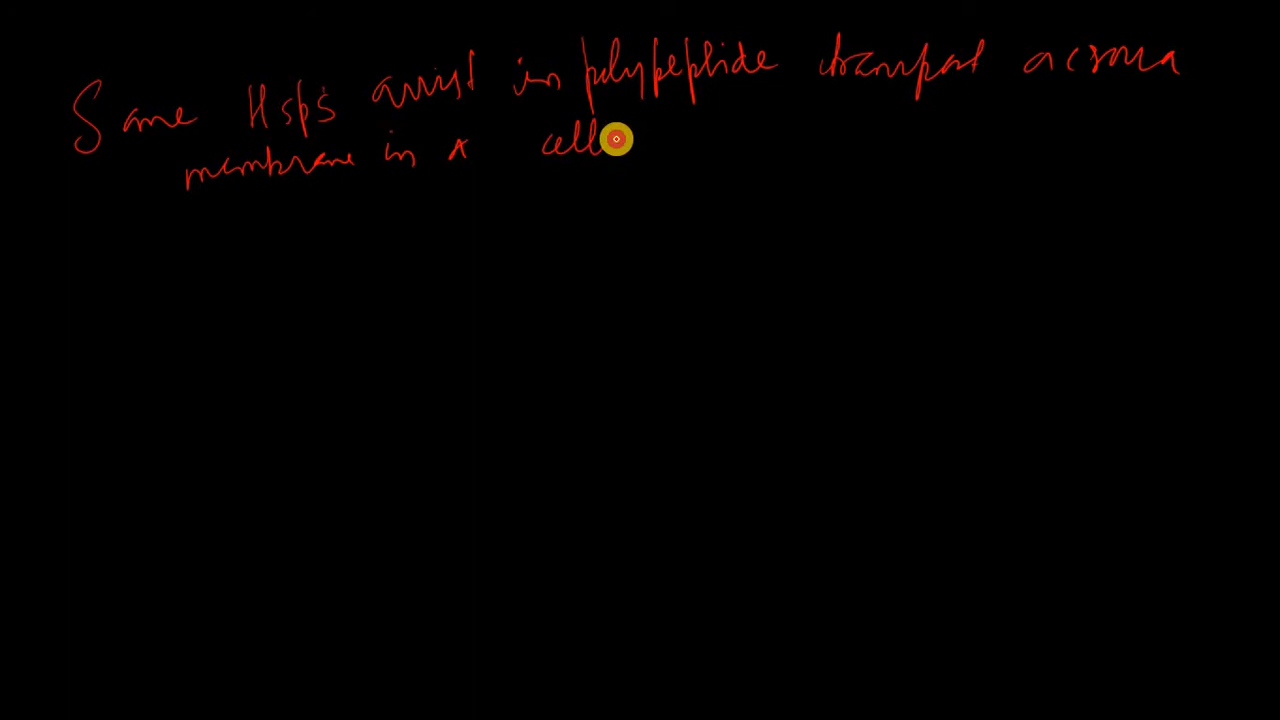 Some Hsps assist in polypeptide transport across a
membrane in a cell